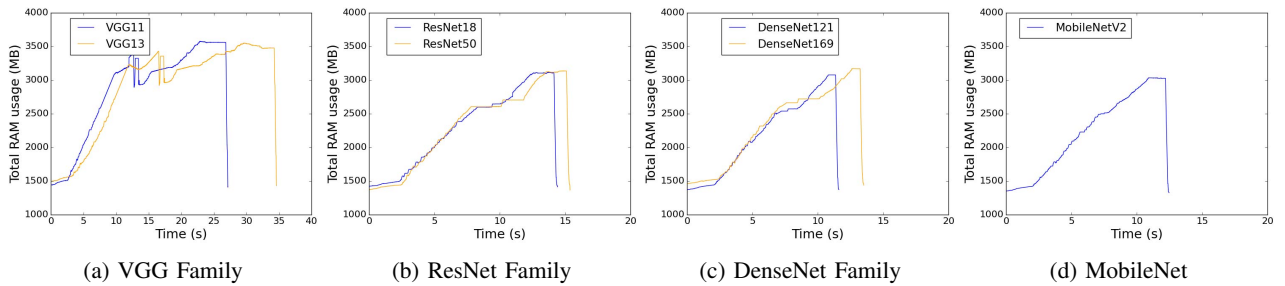 4000
3500
3000
2500
2000
1500
1000
Total RAM usage (MB)
VGG11
VGG13
0 5 10 15 20 25 30 35 40
Time (s)
(a) VGG Family
4000
3500
3000
2500
2000
1500
1000
Total RAM usage (MB)
ResNet18
ResNet50
0 5 10 15 20
Time (s)
(b) ResNet Family
4000
3500
3000
2500
2000
1500
1000
Total RAM usage (MB)
DenseNet121
DenseNet169
0 5 10 15 20
Time (s)
(c) DenseNet Family
4000
3500
3000
2500
2000
1500
1000
Total RAM usage (MB)
MobileNetV2
0 5 10 15 20
Time (s)
(d) MobileNet